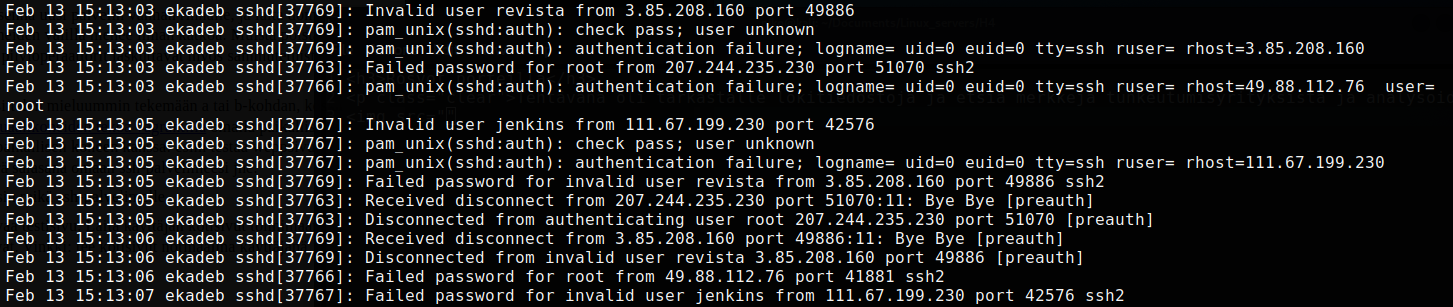 Feb 13 15:13:03 ekadeb sshd[37769]: Invalid user revista from 3.85.208.160 port 49886
Feb 13 15:13:03 ekadeb sshd[37769]: pam_unix(sshd:auth): check pass; user unknown
Feb 13 15:13:03 ekadeb sshd[37769]: pam_unix(sshd:auth): authentication failure; logname= uid=0 euid=0 tty=ssh ruser= rhost=3.85.208.160
Feb 13 15:13:03 ekadeb sshd[37763]: Failed password for root from 207.244.235.230 port 51070 ssh2
Feb 13 15:13:03 ekadeb sshd[37766]: pam_unix(sshd:auth): authentication failure; logname= uid=0 euid=0 tty=ssh ruser= rhost=49.88.112.76  user=
root
Feb 13 15:13:05 ekadeb sshd[37767]: Invalid user jenkins from 111.67.199.230 port 42576
Feb 13 15:13:05 ekadeb sshd[37767]: pam_unix(sshd:auth): check pass; user unknown
Feb 13 15:13:05 ekadeb sshd[37767]: pam_unix(sshd:auth): authentication failure; logname= uid=0 euid=0 tty=ssh ruser= rhost=111.67.199.230
Feb 13 15:13:05 ekadeb sshd[37769]: Failed password for invalid user revista from 3.85.208.160 port 49886 ssh2
Feb 13 15:13:05 ekadeb sshd[37763]: Received disconnect from 207.244.235.230 port 51070:11: Bye Bye [preauth]
Feb 13 15:13:05 ekadeb sshd[37763]: Disconnected from authenticating user root 207.244.235.230 port 51070 [preauth]
Feb 13 15:13:06 ekadeb sshd[37769]: Received disconnect from 3.85.208.160 port 49886:11: Bye Bye [preauth]
Feb 13 15:13:06 ekadeb sshd[37769]: Disconnected from invalid user revista 3.85.208.160 port 49886 [preauth]
Feb 13 15:13:06 ekadeb sshd[37766]: Failed password for root from 49.88.112.76 port 41881 ssh2
Feb 13 15:13:07 ekadeb sshd[37767]: Failed password for invalid user jenkins from 111.67.199.230 port 42576 ssh2